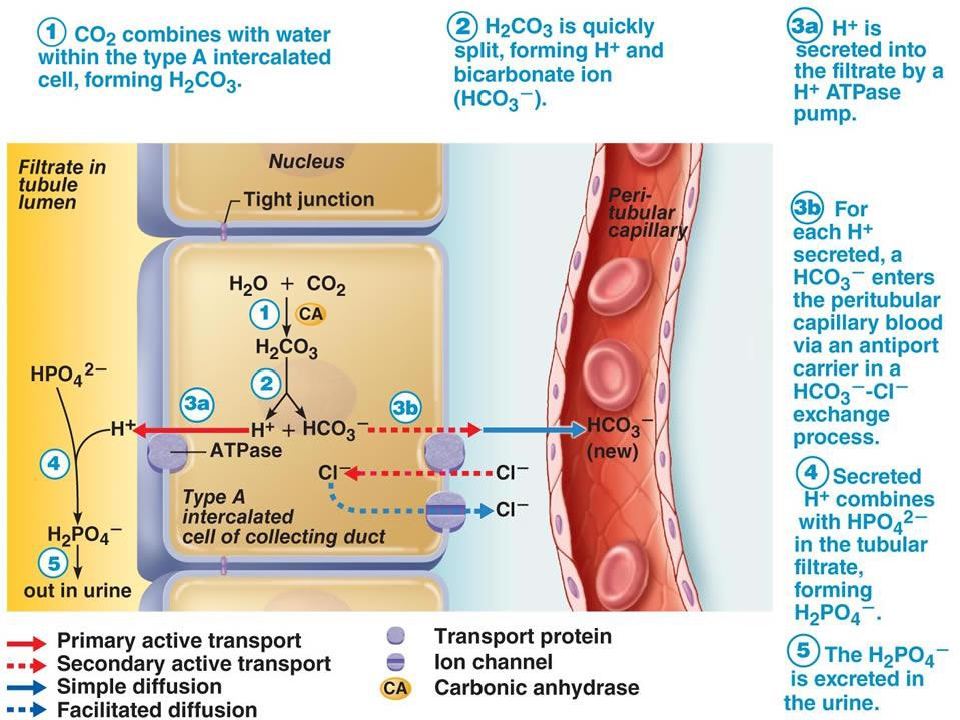 1 CO2 combines with water
within the type A intercalated
cell, forming H2CO3.
2 H2CO3 is quickly
split, forming H+ and
bicarbonate ion
(HCO3−).
3a H+ is
secreted into
the filtrate by a
H+ ATPase
pump.
Filtrate in
tubule
lumen
Nucleus
Tight junction
Peri-
tubular
capillary
3b For
each H+
secreted, a
HCO3− enters
the peritubular
capillary blood
via an antiport
carrier in a
HCO3−-Cl−
exchange
process.
H2O + CO2
1 CA
H2CO3
2
HPO4 2−
3a
3b
H+
H+ + HCO3−
HCO3−
(new)
ATPase
4
Cl−
Cl−
Cl−
Type A
intercalated
cell of collecting duct
H2PO4−
5
out in urine
4 Secreted
H+ combines
with HPO4 2−
in the tubular
filtrate,
forming
H2PO4−.
5 The H2PO4−
is excreted in
the urine.
Primary active transport
Secondary active transport
Simple diffusion
Facilitated diffusion
Transport protein
Ion channel
CA Carbonic anhydrase